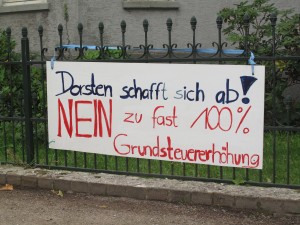 Dorsten schafft sich ab!
NEIN zu fast 100%
Grundsteuererhöhung